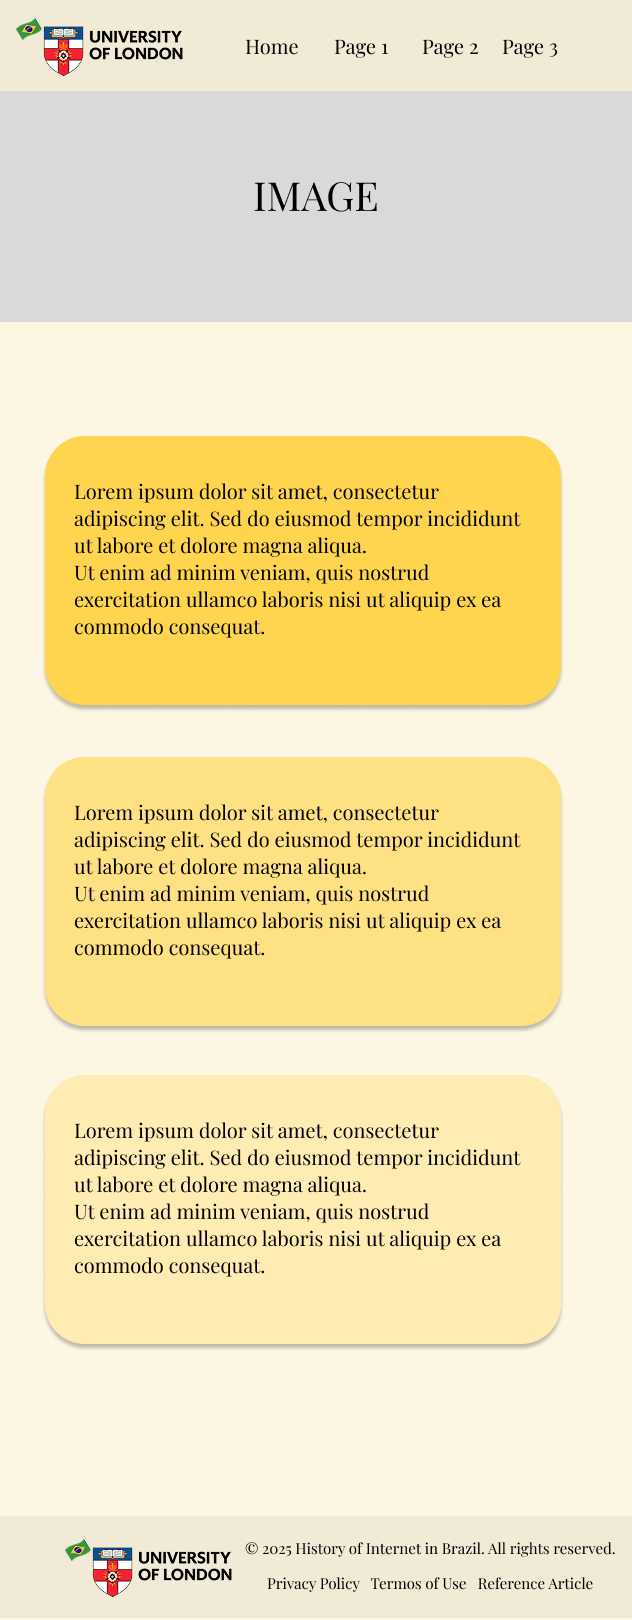 UNIVERSITY
OF LONDON
Home Page 1 Page 2 Page 3
IMAGE
Lorem ipsum dolor sit amet, consectetur
adipiscing elit. Sed do eiusmod tempor incididunt
ut labore et dolore magna aliqua.
Ut enim ad minim veniam, quis nostrud
exercitation ullamco laboris nisi ut aliquip ex ea
commodo consequat.
Lorem ipsum dolor sit amet, consectetur
adipiscing elit. Sed do eiusmod tempor incididunt
ut labore et dolore magna aliqua.
Ut enim ad minim veniam, quis nostrud
exercitation ullamco laboris nisi ut aliquip ex ea
commodo consequat.
Lorem ipsum dolor sit amet, consectetur
adipiscing elit. Sed do eiusmod tempor incididunt
ut labore et dolore magna aliqua.
Ut enim ad minim veniam, quis nostrud
exercitation ullamco laboris nisi ut aliquip ex ea
commodo consequat.
UNIVERSITY
OF LONDON
© 2025 History of Internet in Brazil. All rights reserved.
Privacy Policy Termos of Use Reference Article